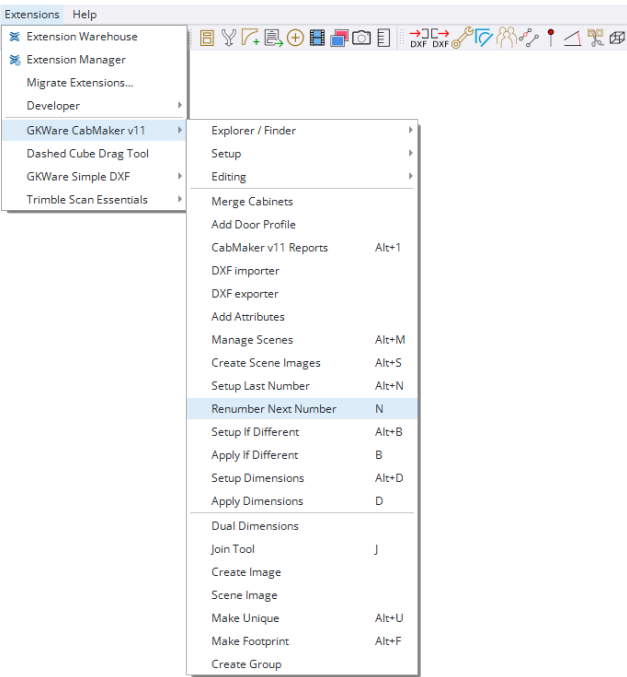 Extensions Help
Extension Warehouse
Extension Manager
Migrate Extensions...
Developer
GKWare CabMaker v11
Dashed Cube Drag Tool
GKWare Simple DXF
Trimble Scan Essentials
DXF DXF
Explorer / Finder
Setup
Editing
Merge Cabinets
Add Door Profile
CabMaker v11 Reports Alt+1
DXF importer
DXF exporter
Add Attributes
Manage Scenes Alt+M
Create Scene Images Alt+S
Setup Last Number Alt+N
Renumber Next Number N
Setup If Different Alt+B
Apply If Different B
Setup Dimensions Alt+D
Apply Dimensions D
Dual Dimensions
Join Tool J
Create Image
Scene Image
Make Unique Alt+U
Make Footprint Alt+F
Create Group